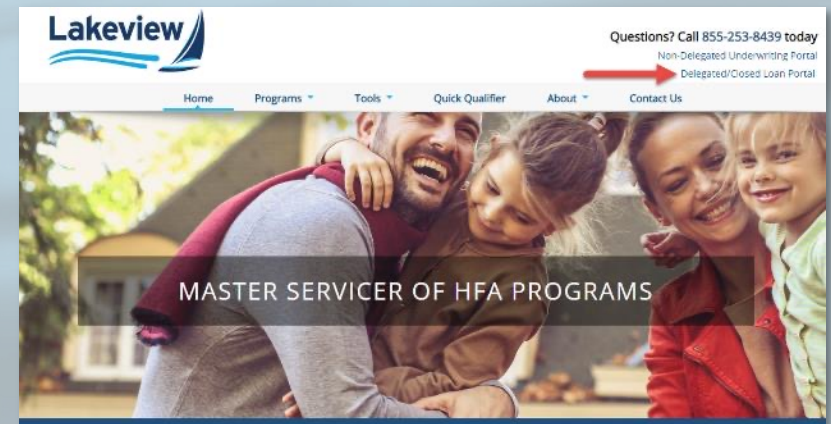 Lakeview
Questions? Call 855-253-8439 today
Non-Delegated Underwriting Portal
Delegated/Closed Loan Portal
Home Programs Tools Quick Qualifier About Contact Us
MASTER SERVICER OF HFA PROGRAMS